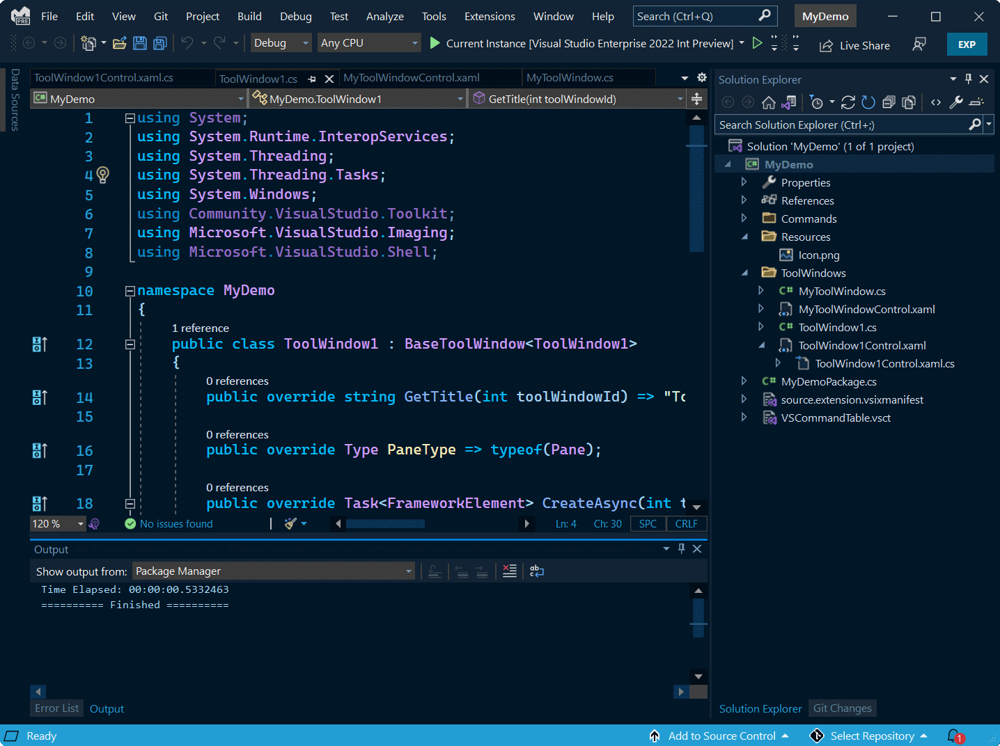 PRE File Edit View Git Project Build Debug Test Analyze Tools Extensions Window Help Search (Ctrl+Q) MyDemo
Debug Any CPU Current Instance [Visual Studio Enterprise 2022 Int Preview] Live Share EXP
Data Sources
ToolWindow1Control.xaml.cs ToolWindow1.cs MyToolWindowControl.xaml MyToolWindow.cs
C# MyDemo MyDemo.ToolWindow1 GetTitle(int toolWindowId)
1 using System;
2 using System.Runtime.InteropServices;
3 using System.Threading;
4 using System.Threading.Tasks;
5 using System.Windows;
6 using Community.VisualStudio.Toolkit;
7 using Microsoft.VisualStudio.Imaging;
8 using Microsoft.VisualStudio.Shell;
9
10 namespace MyDemo
11 {
1 reference
12 public class ToolWindow1 : BaseToolWindow<ToolWindow1>
13 {
0 references
14 public override string GetTitle(int toolWindowId) => "To
15
0 references
16 public override Type PaneType => typeof(Pane);
17
0 references
18 public override Task<FrameworkElement> CreateAsync(int t
120 % No issues found Ln: 4 Ch: 30 SPC CRLF
Output
Show output from: Package Manager
Time Elapsed: 00:00:00.5332463
========== Finished ==========
Error List Output
Solution Explorer
Search Solution Explorer (Ctrl+;)
Solution 'MyDemo' (1 of 1 project)
C# MyDemo
Properties
References
Commands
Resources
Icon.png
ToolWindows
C# MyToolWindow.cs
MyToolWindowControl.xaml
C# ToolWindow1.cs
ToolWindow1Control.xaml
ToolWindow1Control.xaml.cs
C# MyDemoPackage.cs
source.extension.vsixmanifest
VSCommandTable.vsct
Solution Explorer Git Changes
Ready Add to Source Control Select Repository 1